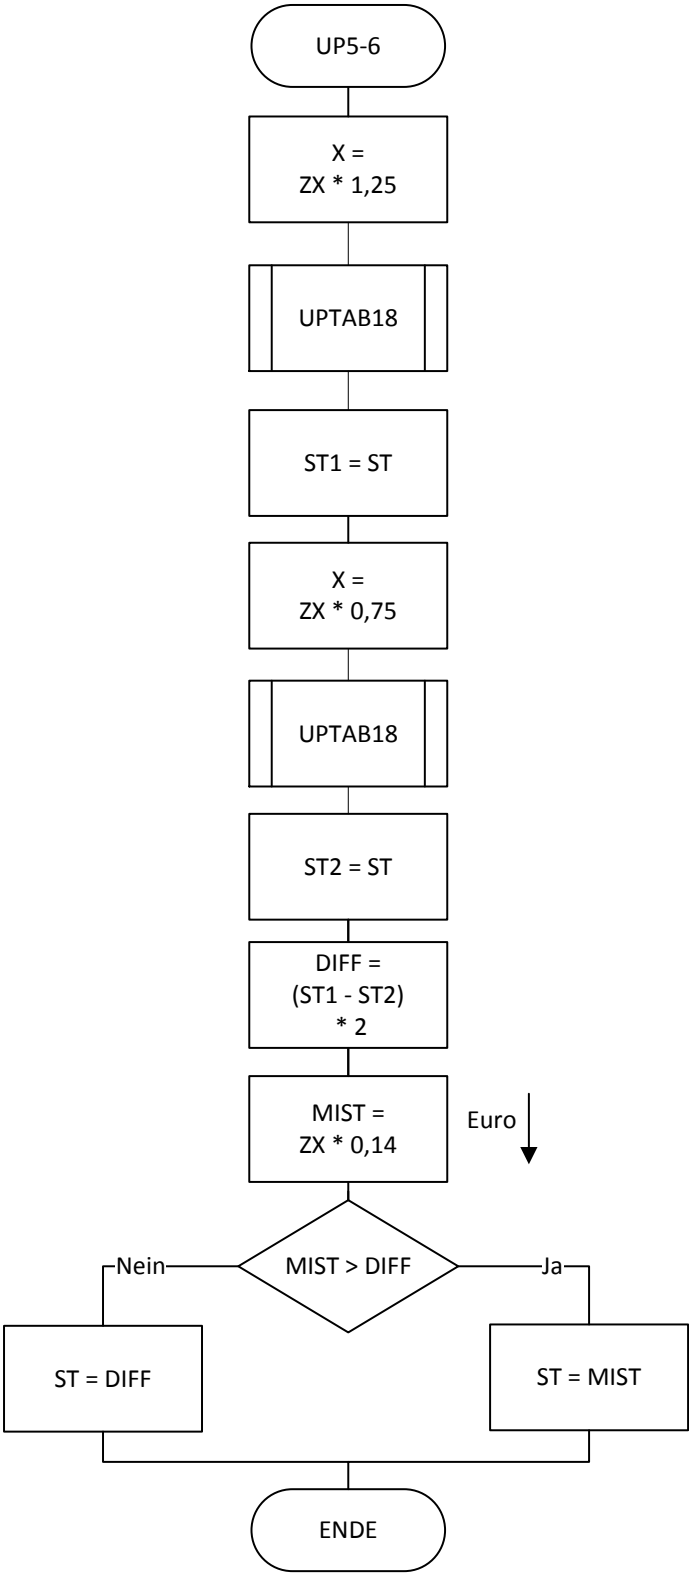 UP5-6
X =
ZX * 1,25
UPTAB18
ST1 = ST
X =
ZX * 0,75
UPTAB18
ST2 = ST
DIFF =
(ST1 - ST2)
* 2
MIST =
ZX * 0,14
Euro
Nein
MIST > DIFF
Ja
ST = DIFF
ST = MIST
ENDE